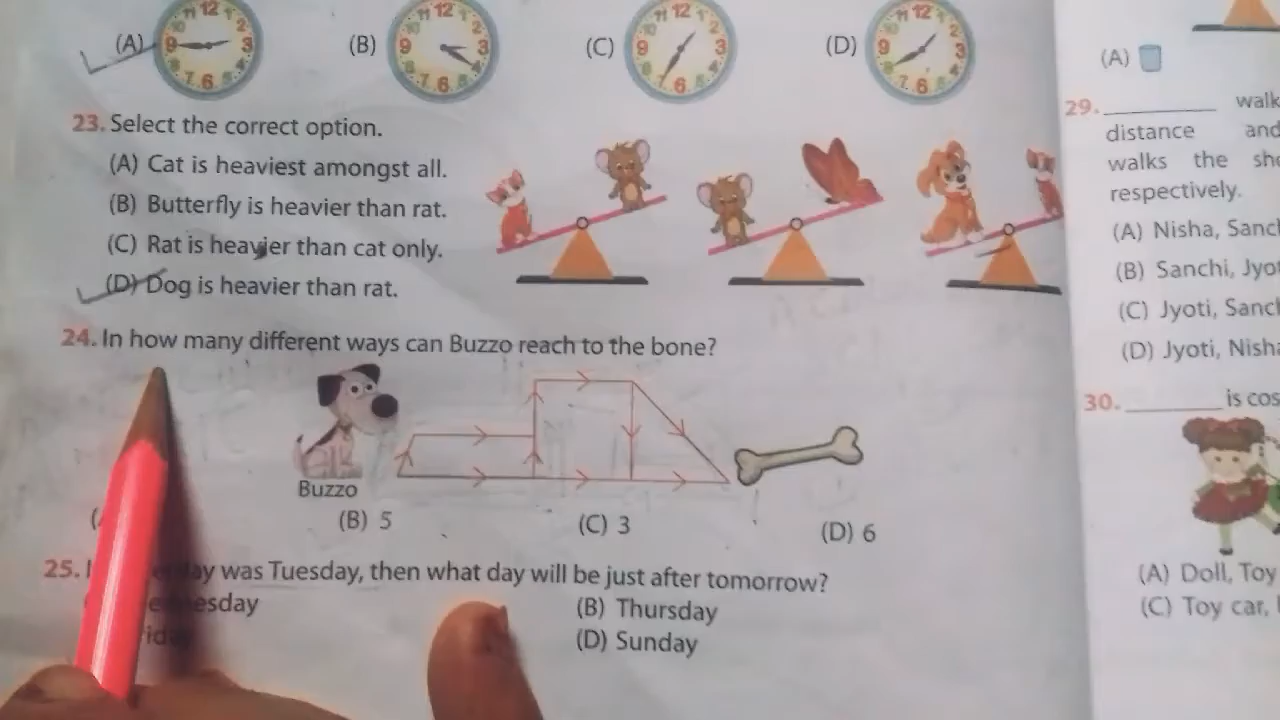 (A)
(B)
(C)
(D)
23. Select the correct option.
(A) Cat is heaviest amongst all.
(B) Butterfly is heavier than rat.
(C) Rat is heavier than cat only.
(D) Dog is heavier than rat.
24. In how many different ways can Buzzo reach to the bone?
Buzzo
(B) 5
(C) 3
(D) 6
25. was Tuesday, then what day will be just after tomorrow?
(B) Thursday
(D) Sunday
(A)
29. walk
distance and
walks the
respectively.
(A) Nisha,
(B) Sanchi,
(C) Jyoti,
(D) Jyoti,
30. is
(A) Doll, Toy
(C) Toy car,